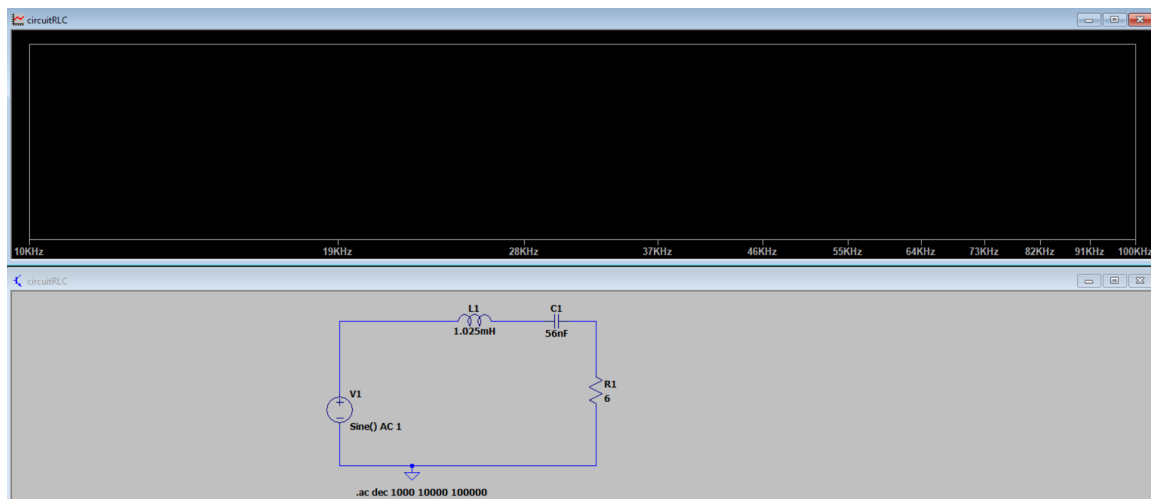 circuitRLC
10KHz 19KHz 28KHz 37KHz 46KHz 55KHz 64KHz 73KHz 82KHz 91KHz 100KHz
circuitRLC
L1 C1
1.025mH 56nF
R1
V1 6
Sine() AC 1
.ac dec 1000 10000 100000